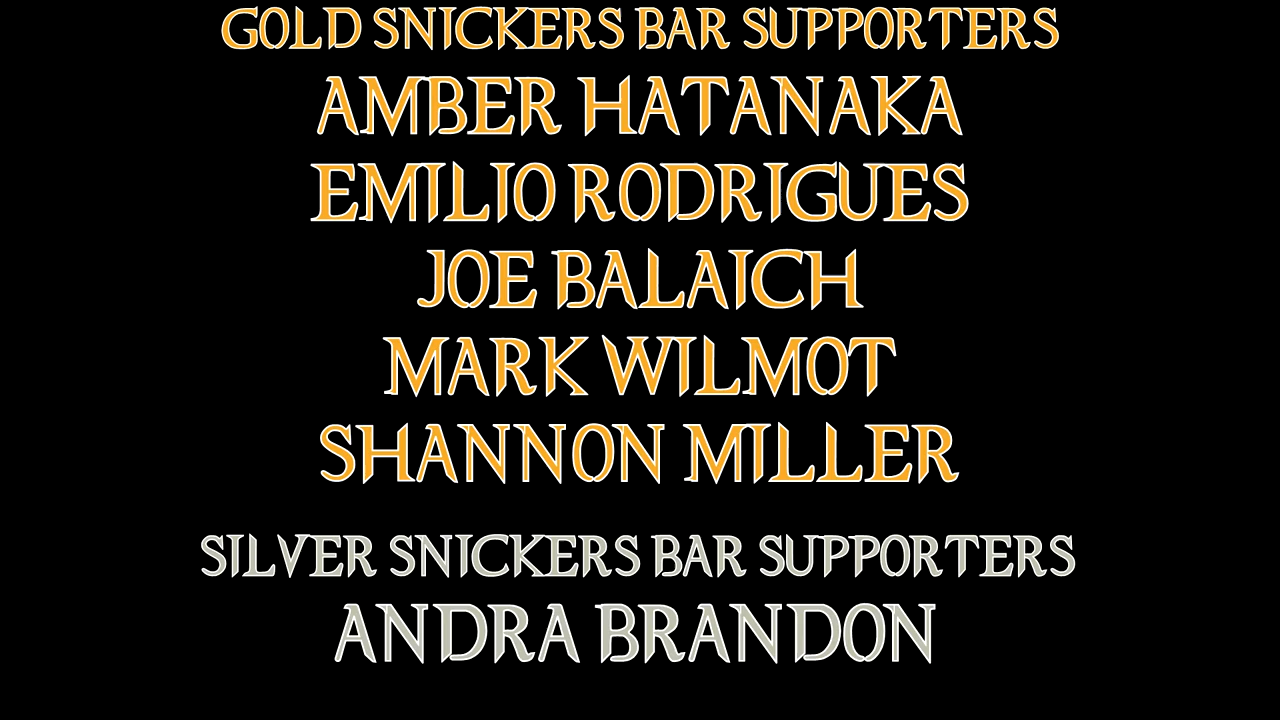 GOLD SNICKERS BAR SUPPORTERS
AMBER HATANAKA
EMILIO RODRIGUES
JOE BALAICH
MARK WILMOT
SHANNON MILLER
SILVER SNICKERS BAR SUPPORTERS
ANDRA BRANDON